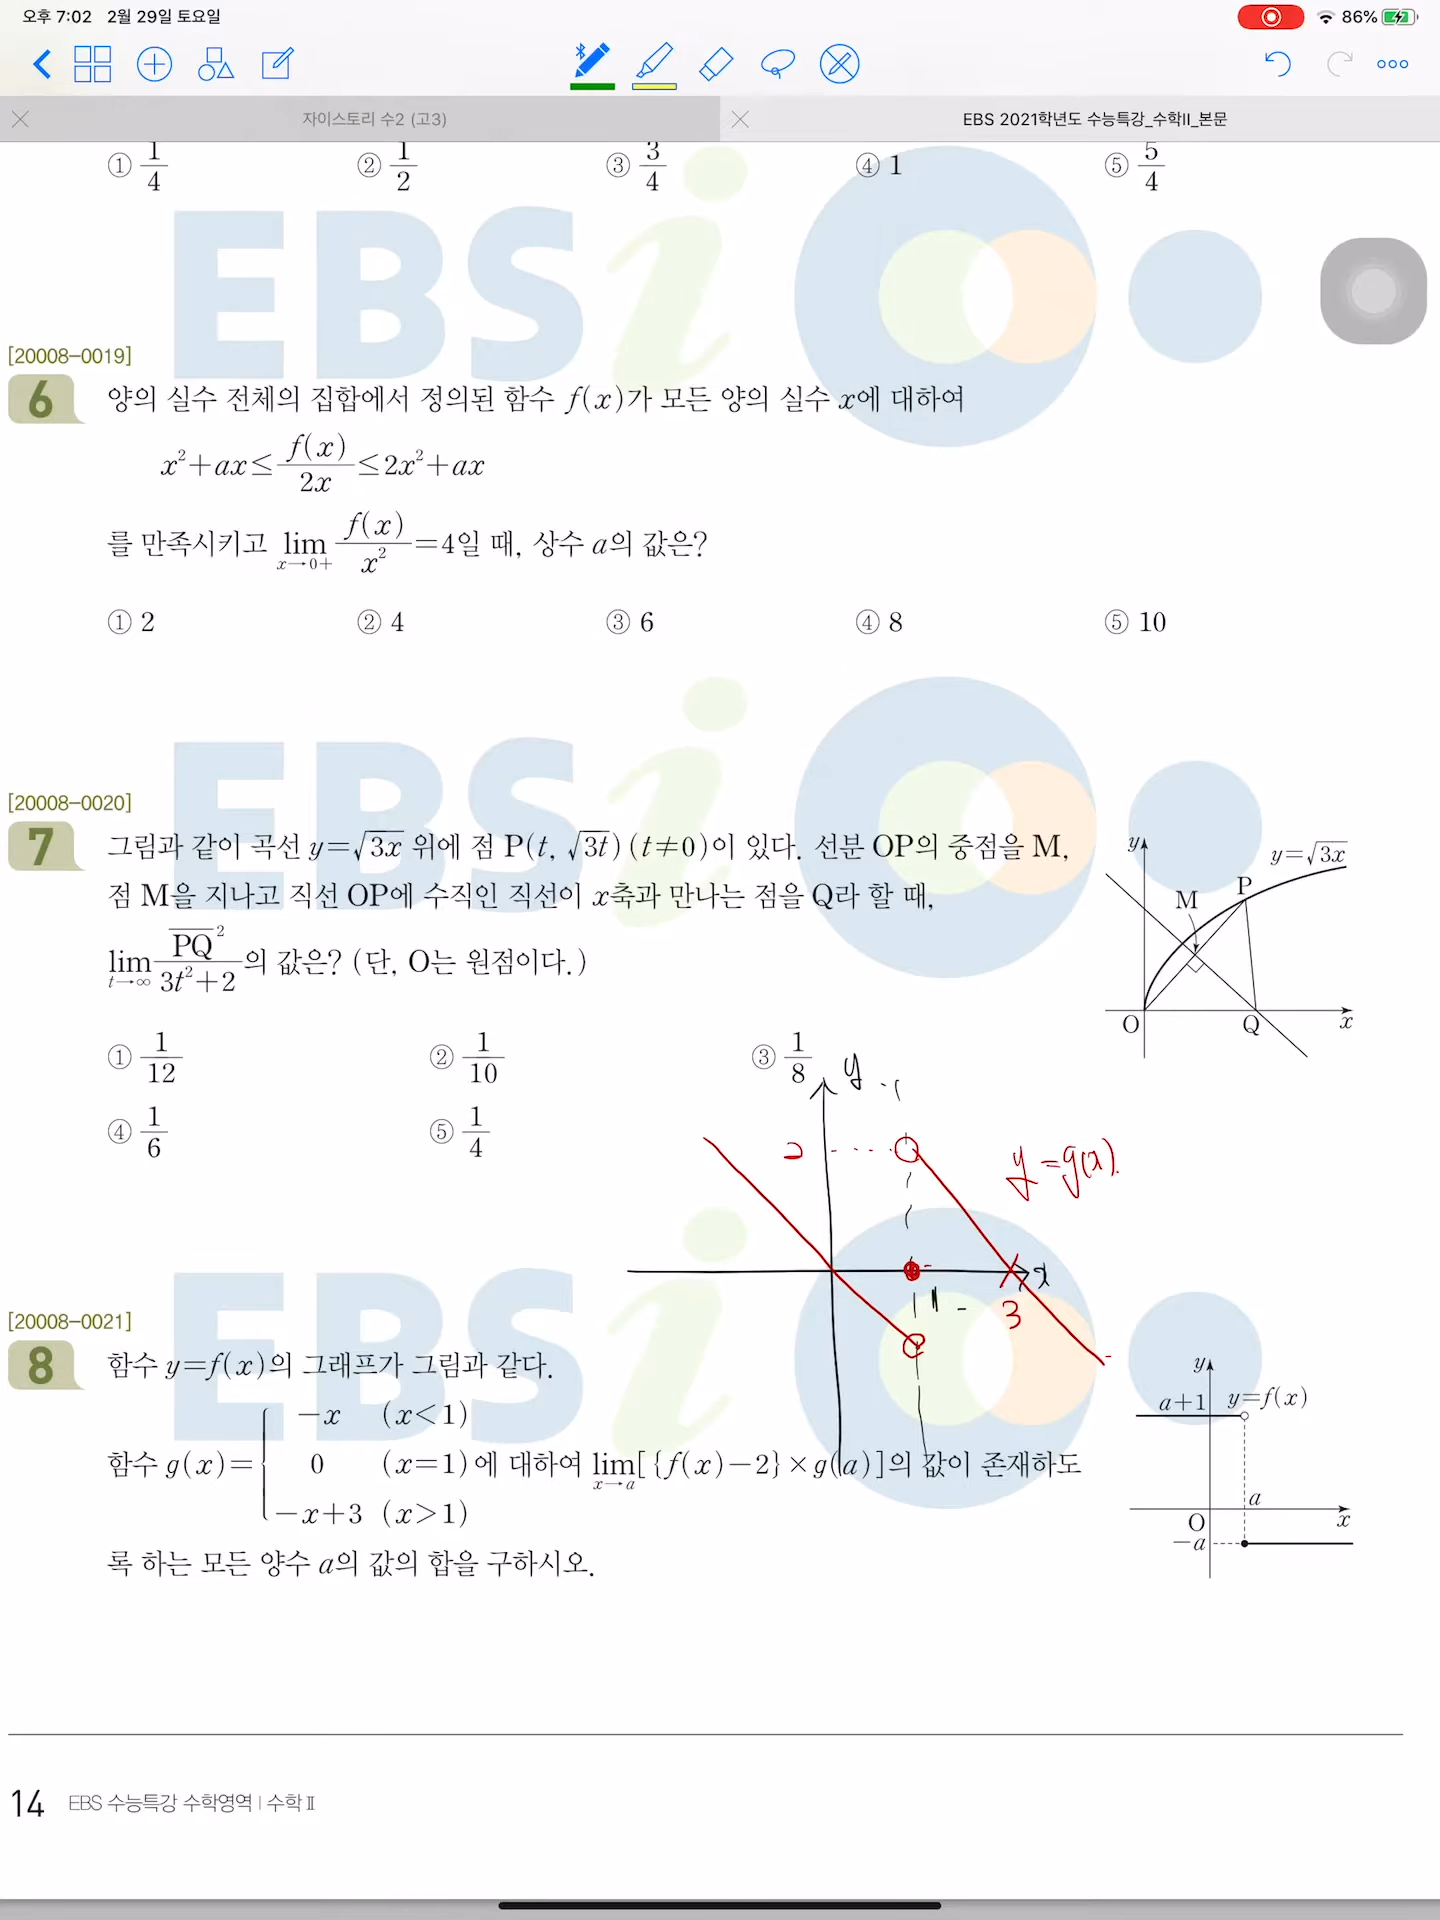 오후 7:02 2월 29일 토요일
86%
자이스토리 수2 (고3)
EBS 2021학년도 수능특강_수학II_본문
① 1/4 ② 1/2 ③ 3/4 ④ 1 ⑤ 5/4
EBSi
[20008-0019]
6 양의 실수 전체의 집합에서 정의된 함수 f(x)가 모든 양의 실수 x에 대하여
x²+ax≤f(x)/2x≤2x²+ax
를 만족시키고 lim x→0+ f(x)/x²=4일 때, 상수 a의 값은?
① 2 ② 4 ③ 6 ④ 8 ⑤ 10
EBSi
[20008-0020]
7 그림과 같이 곡선 y=√3x 위에 점 P(t, √3t) (t≠0)이 있다. 선분 OP의 중점을 M,
점 M을 지나고 직선 OP에 수직인 직선이 x축과 만나는 점을 Q라 할 때,
lim t→∞ PQ²/3t²+2의 값은? (단, O는 원점이다.)
y
y=√3x
P
M
O Q x
① 1/12 ② 1/10 ③ 1/8
④ 1/6 ⑤ 1/4
y
2
y=g(x).
x
1
3
EBSi
[20008-0021]
8 함수 y=f(x)의 그래프가 그림과 같다.
함수 g(x)={ -x (x<1)
0 (x=1)에 대하여 lim x→a [{f(x)-2}×g(a)]의 값이 존재하도
-x+3 (x>1)
록 하는 모든 양수 a의 값의 합을 구하시오.
y
a+1 y=f(x)
a
O x
-a
14 EBS 수능특강 수학영역 | 수학 II